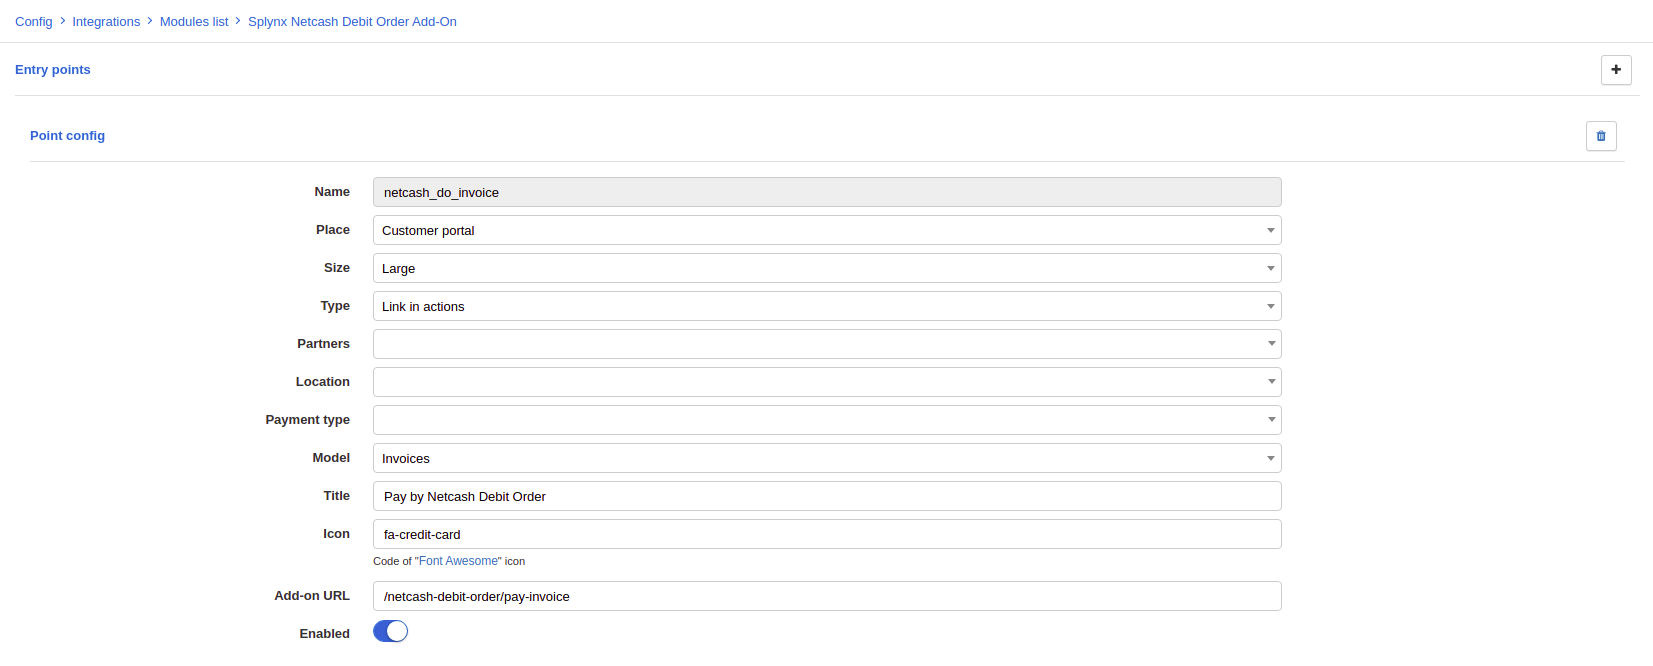 Config > Integrations > Modules list > Splynx Netcash Debit Order Add-On
Entry points
Point config
Name netcash_do_invoice
Place Customer portal
Size Large
Type Link in actions
Partners
Location
Payment type
Model Invoices
Title Pay by Netcash Debit Order
Icon fa-credit-card
Code of "Font Awesome" icon
Add-on URL /netcash-debit-order/pay-invoice
Enabled